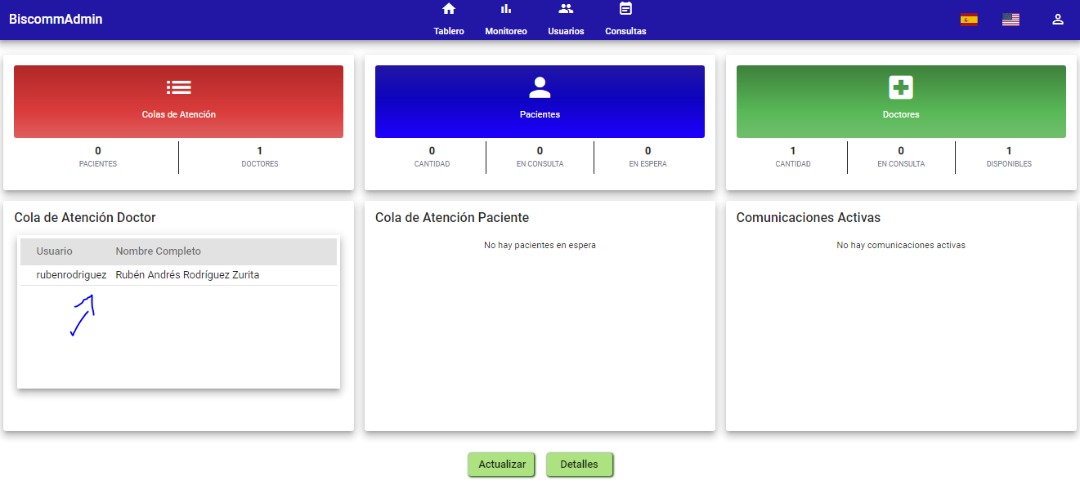 BiscommAdmin
Tablero Monitoreo Usuarios Consultas
Colas de Atención
0 1
PACIENTES DOCTORES
Pacientes
0 0 0
CANTIDAD EN CONSULTA EN ESPERA
Doctores
1 0 1
CANTIDAD EN CONSULTA DISPONIBLES
Cola de Atención Doctor
Usuario Nombre Completo
rubenrodriguez Rubén Andrés Rodríguez Zurita
Cola de Atención Paciente
No hay pacientes en espera
Comunicaciones Activas
No hay comunicaciones activas
Actualizar Detalles